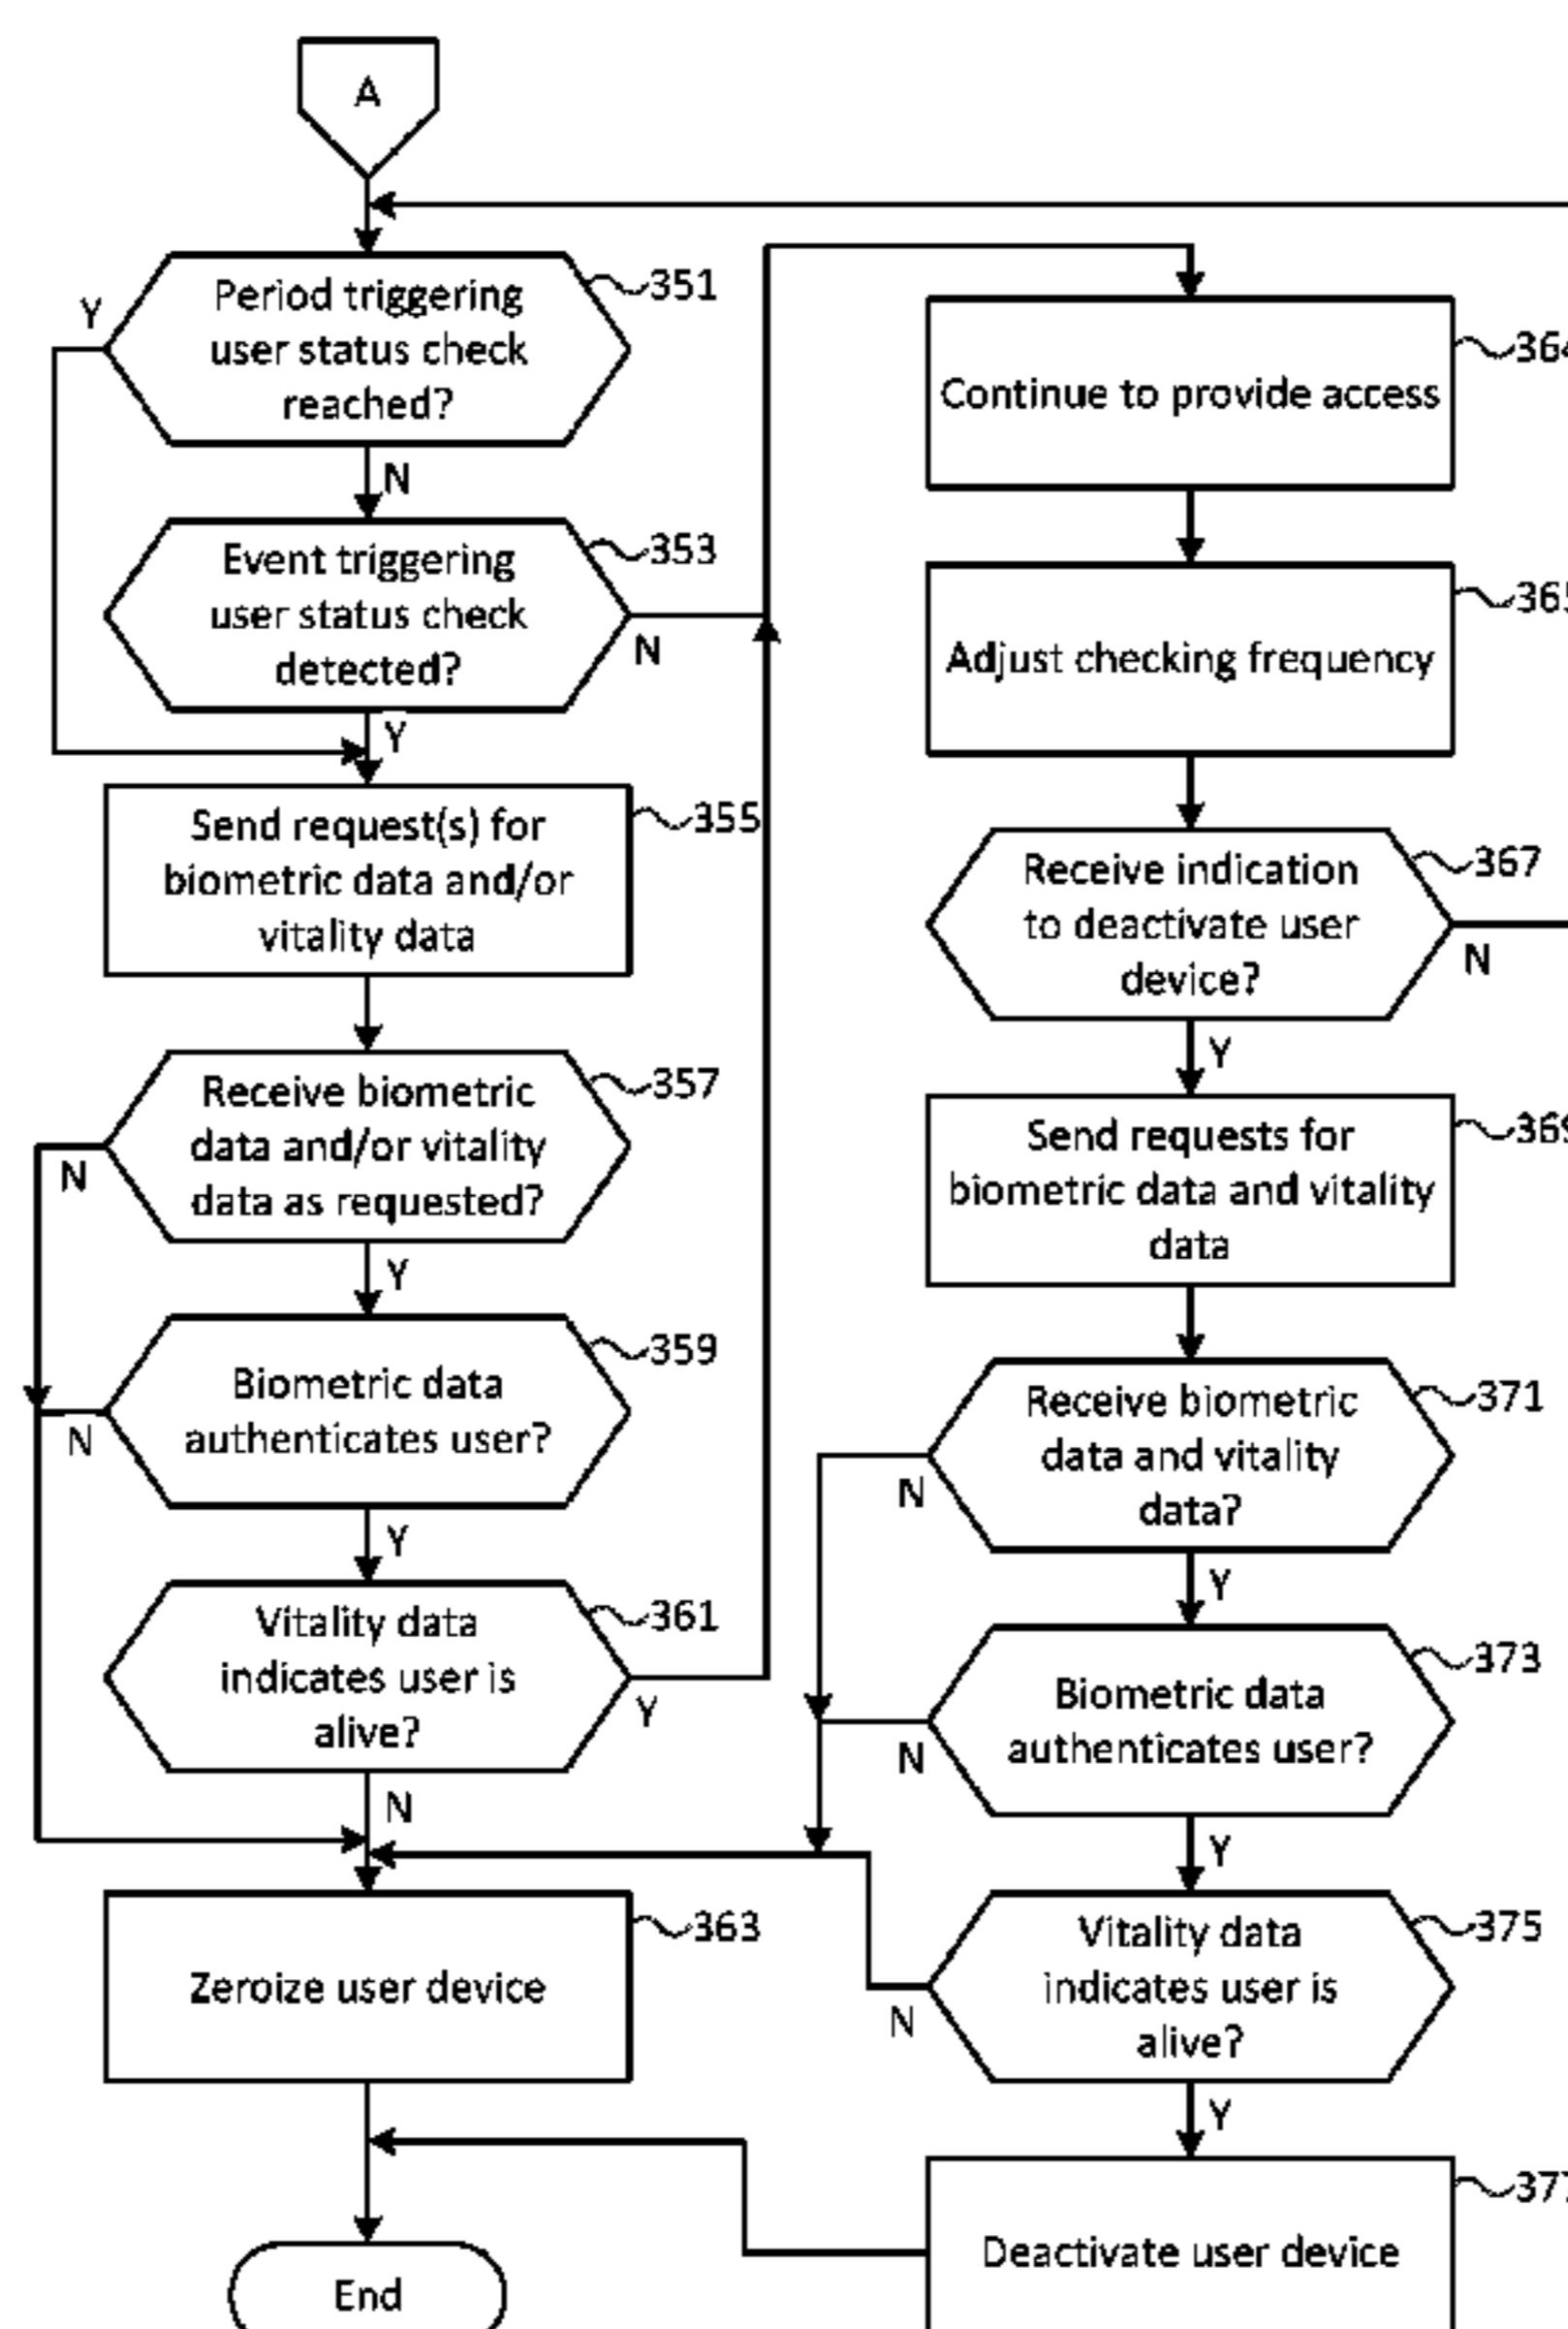 A
Period triggering
user status check
reached?
351
Y
N
Event triggering
user status check
detected?
353
N
Y
Send request(s) for
biometric data and/or
vitality data
355
Receive biometric
data and/or vitality
data as requested?
357
N
Y
Biometric data
authenticates user?
359
N
Y
Vitality data
indicates user is
alive?
361
Y
N
Zeroize user device
363
End
Continue to provide access
364
Adjust checking frequency
365
Receive indication
to deactivate user
device?
367
N
Y
Send requests for
biometric data and vitality
data
369
Receive biometric
data and vitality
data?
371
N
Y
Biometric data
authenticates user?
373
N
Y
Vitality data
indicates user is
alive?
375
N
Y
Deactivate user device
377